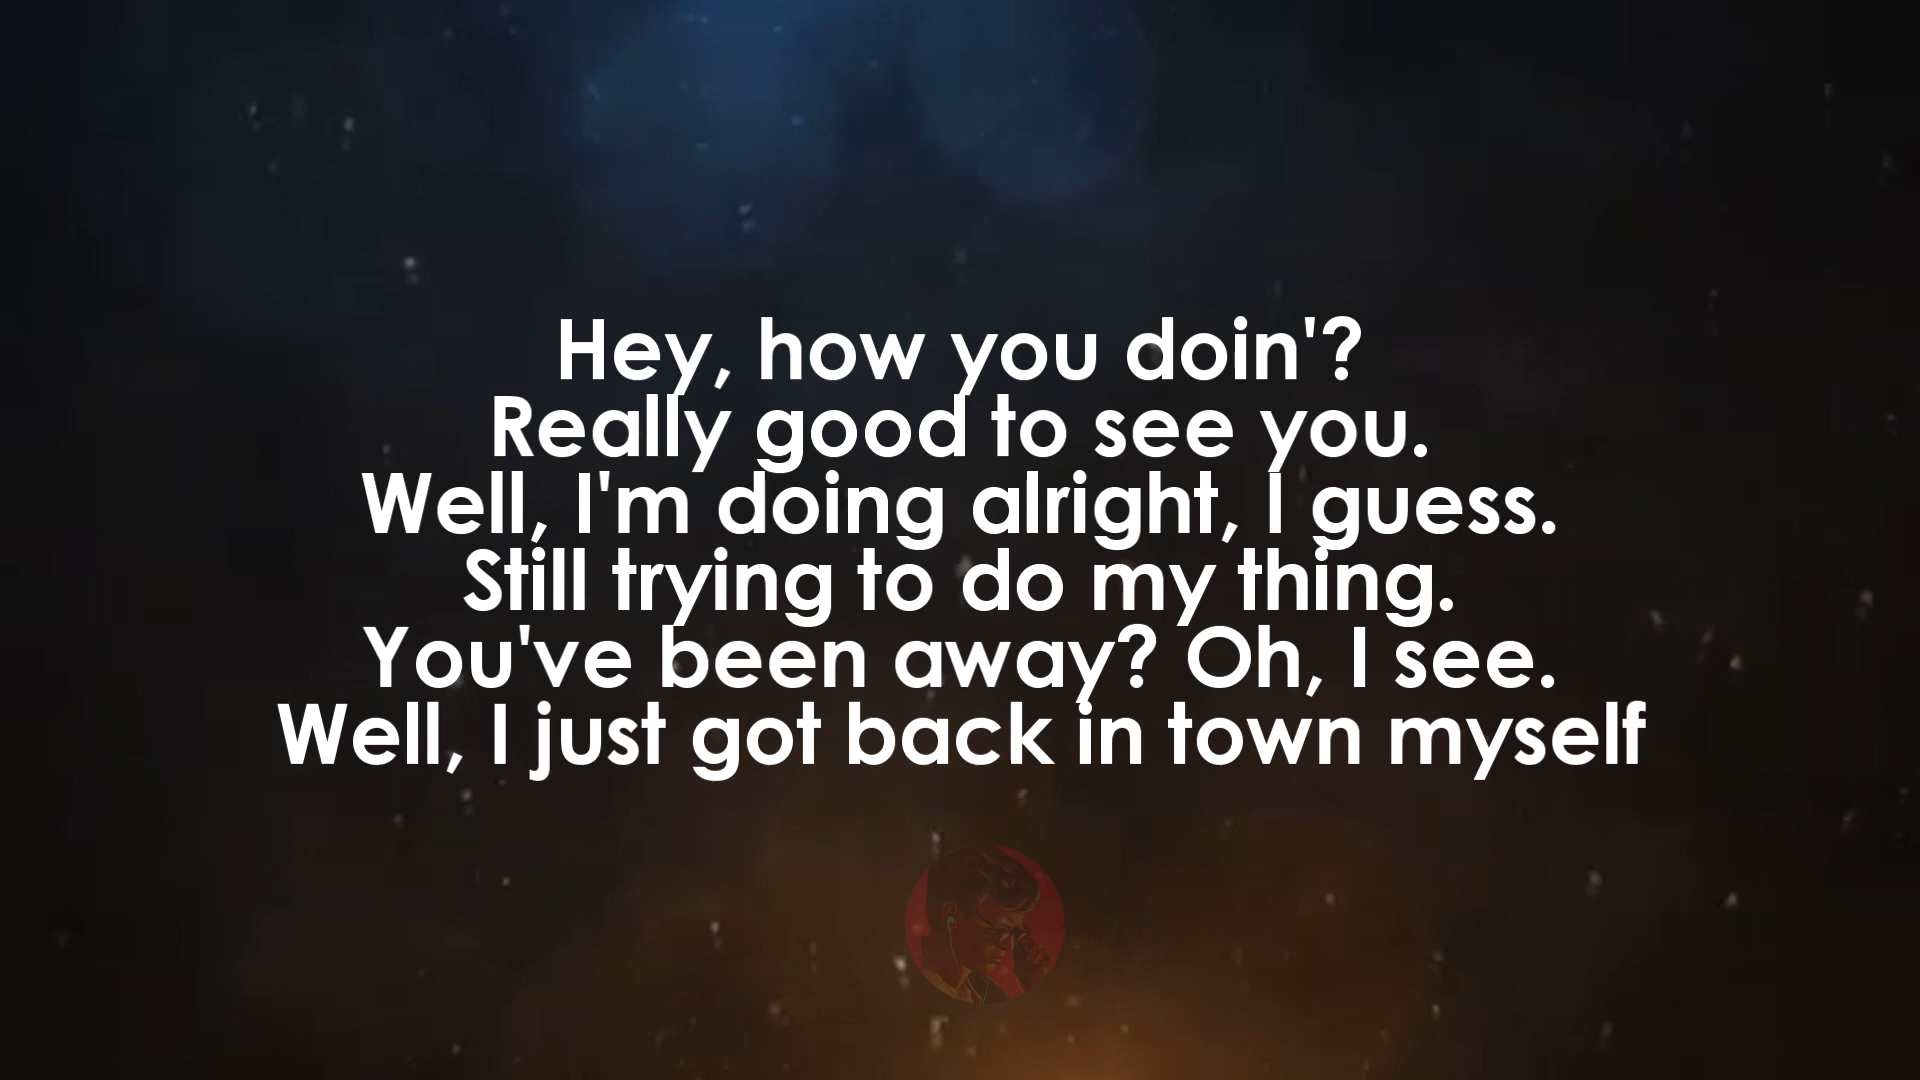 Hey, how you doin'?
Really good to see you.
Well, I'm doing alright, I guess.
Still trying to do my thing.
You've been away? Oh, I see.
Well, I just got back in town myself